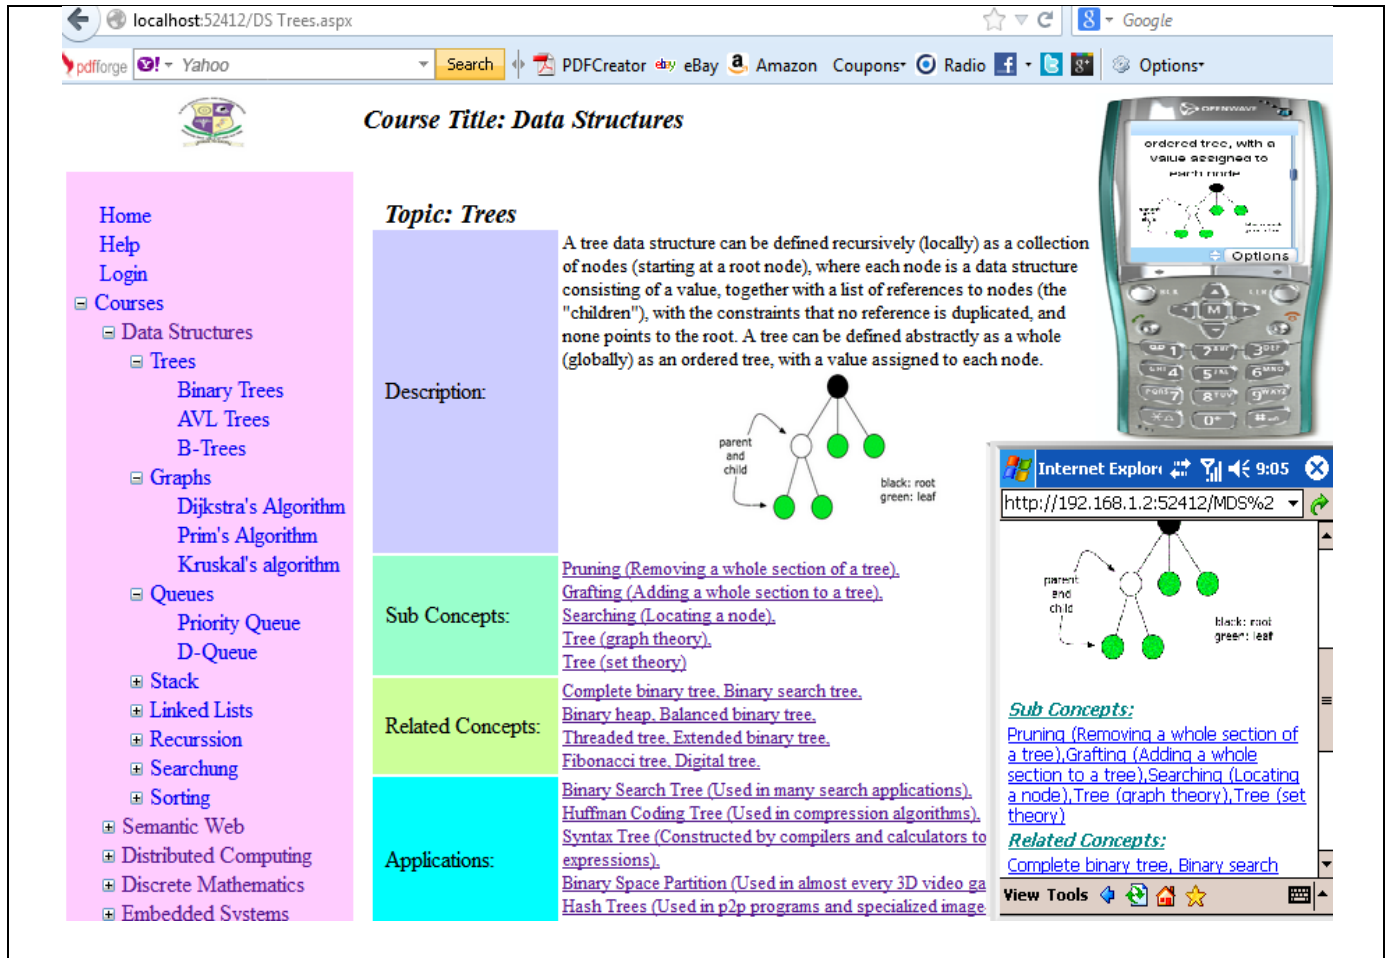 localhost:52412/DS Trees.aspx
Google
pdfforge
Yahoo
Search
PDFCreator
eBay
Amazon
Coupons
Radio
Options
Course Title: Data Structures
Home
Help
Login
Courses
Data Structures
Trees
Binary Trees
AVL Trees
B-Trees
Graphs
Dijkstra's Algorithm
Prim's Algorithm
Kruskal's algorithm
Queues
Priority Queue
D-Queue
Stack
Linked Lists
Recurssion
Searchung
Sorting
Semantic Web
Distributed Computing
Discrete Mathematics
Embedded Systems
Topic: Trees
Description:
A tree data structure can be defined recursively (locally) as a collection
of nodes (starting at a root node), where each node is a data structure
consisting of a value, together with a list of references to nodes (the
"children"), with the constraints that no reference is duplicated, and
none points to the root. A tree can be defined abstractly as a whole
(globally) as an ordered tree, with a value assigned to each node.
parent
and
child
black: root
green: leaf
Sub Concepts:
Pruning (Removing a whole section of a tree),
Grafting (Adding a whole section to a tree),
Searching (Locating a node),
Tree (graph theory),
Tree (set theory)
Related Concepts:
Complete binary tree, Binary search tree,
Binary heap, Balanced binary tree,
Threaded tree, Extended binary tree,
Fibonacci tree, Digital tree.
Applications:
Binary Search Tree (Used in many search applications),
Huffman Coding Tree (Used in compression algorithms),
Syntax Tree (Constructed by compilers and calculators to
expressions),
Binary Space Partition (Used in almost every 3D video ga
Hash Trees (Used in p2p programs and specialized image
OPENWAVE
ordered tree, with a
value assigned to
each node
Options
M
1
2
3
4
5
6
7
8
9
0
#
Internet Explor
9:05
http://192.168.1.2:52412/MDS%2
parent
and
child
black: root
green: leaf
Sub Concepts:
Pruning (Removing a whole section of
a tree),Grafting (Adding a whole
section to a tree),Searching (Locating
a node),Tree (graph theory),Tree (set
theory)
Related Concepts:
Complete binary tree, Binary search
View Tools